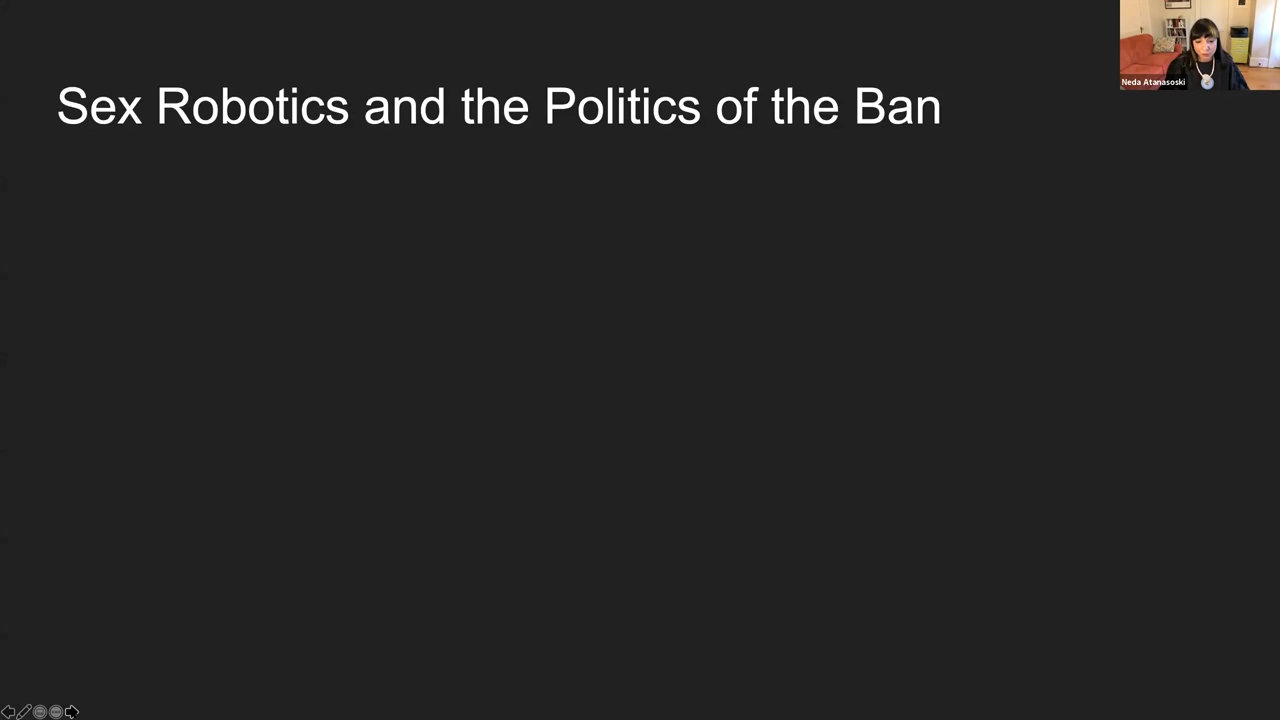 Sex Robotics and the Politics of the Ban
Neda Atanasoski